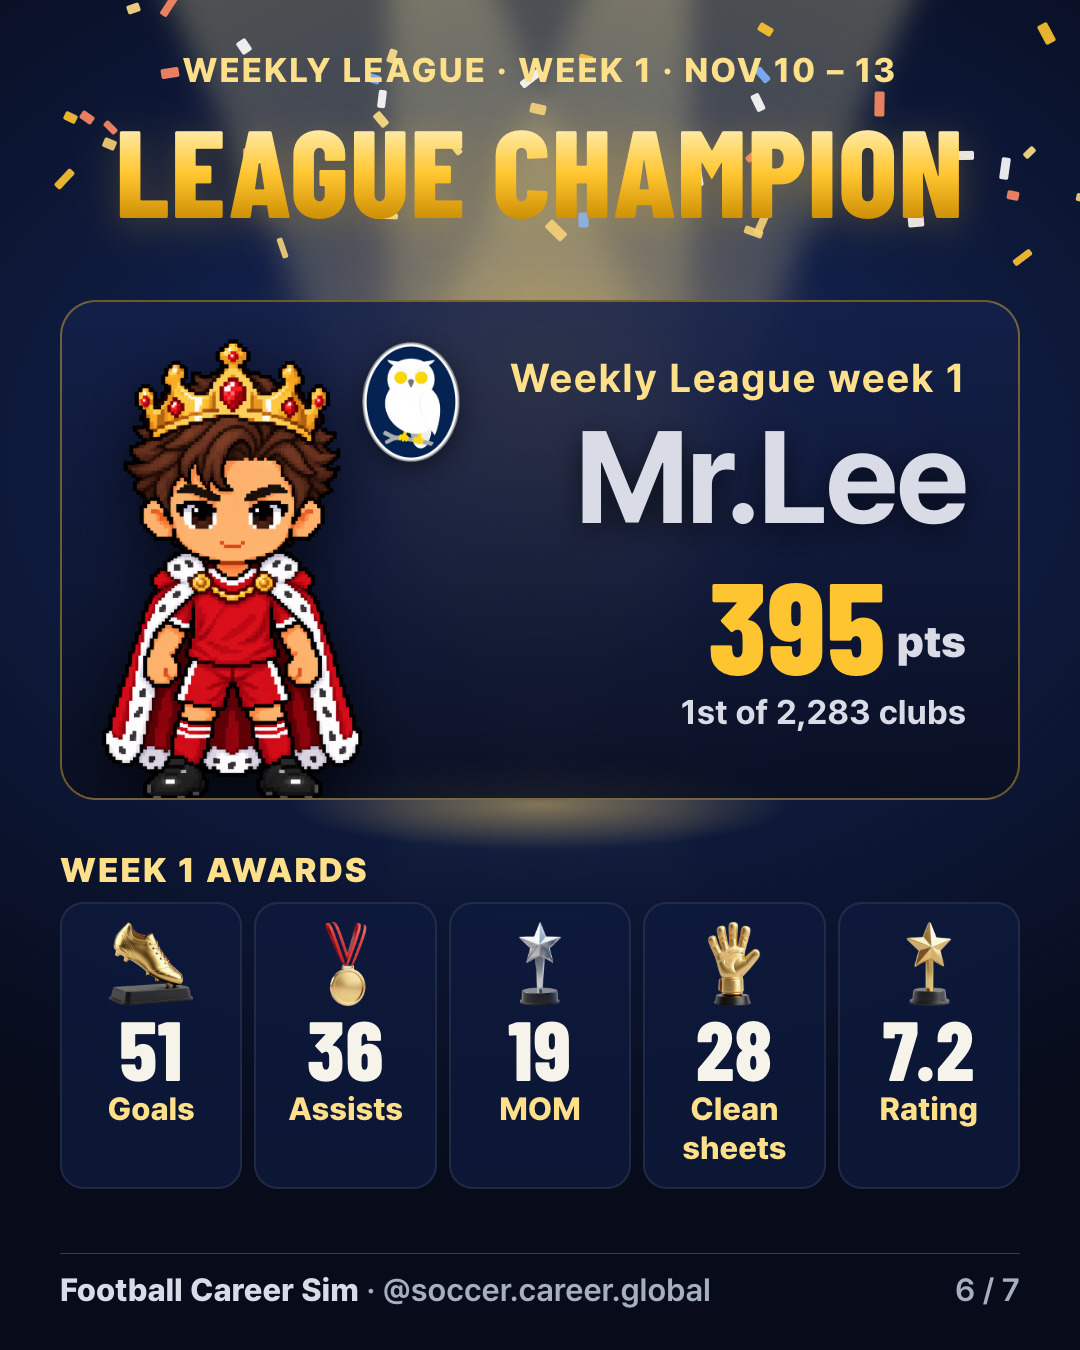 WEEKLY LEAGUE · WEEK 1 · NOV 10 – 13
LEAGUE CHAMPION
Weekly League week 1
Mr.Lee
395 pts
1st of 2,283 clubs
WEEK 1 AWARDS
51
Goals
36
Assists
19
MOM
28
Clean
sheets
7.2
Rating
Football Career Sim · @soccer.career.global
6 / 7